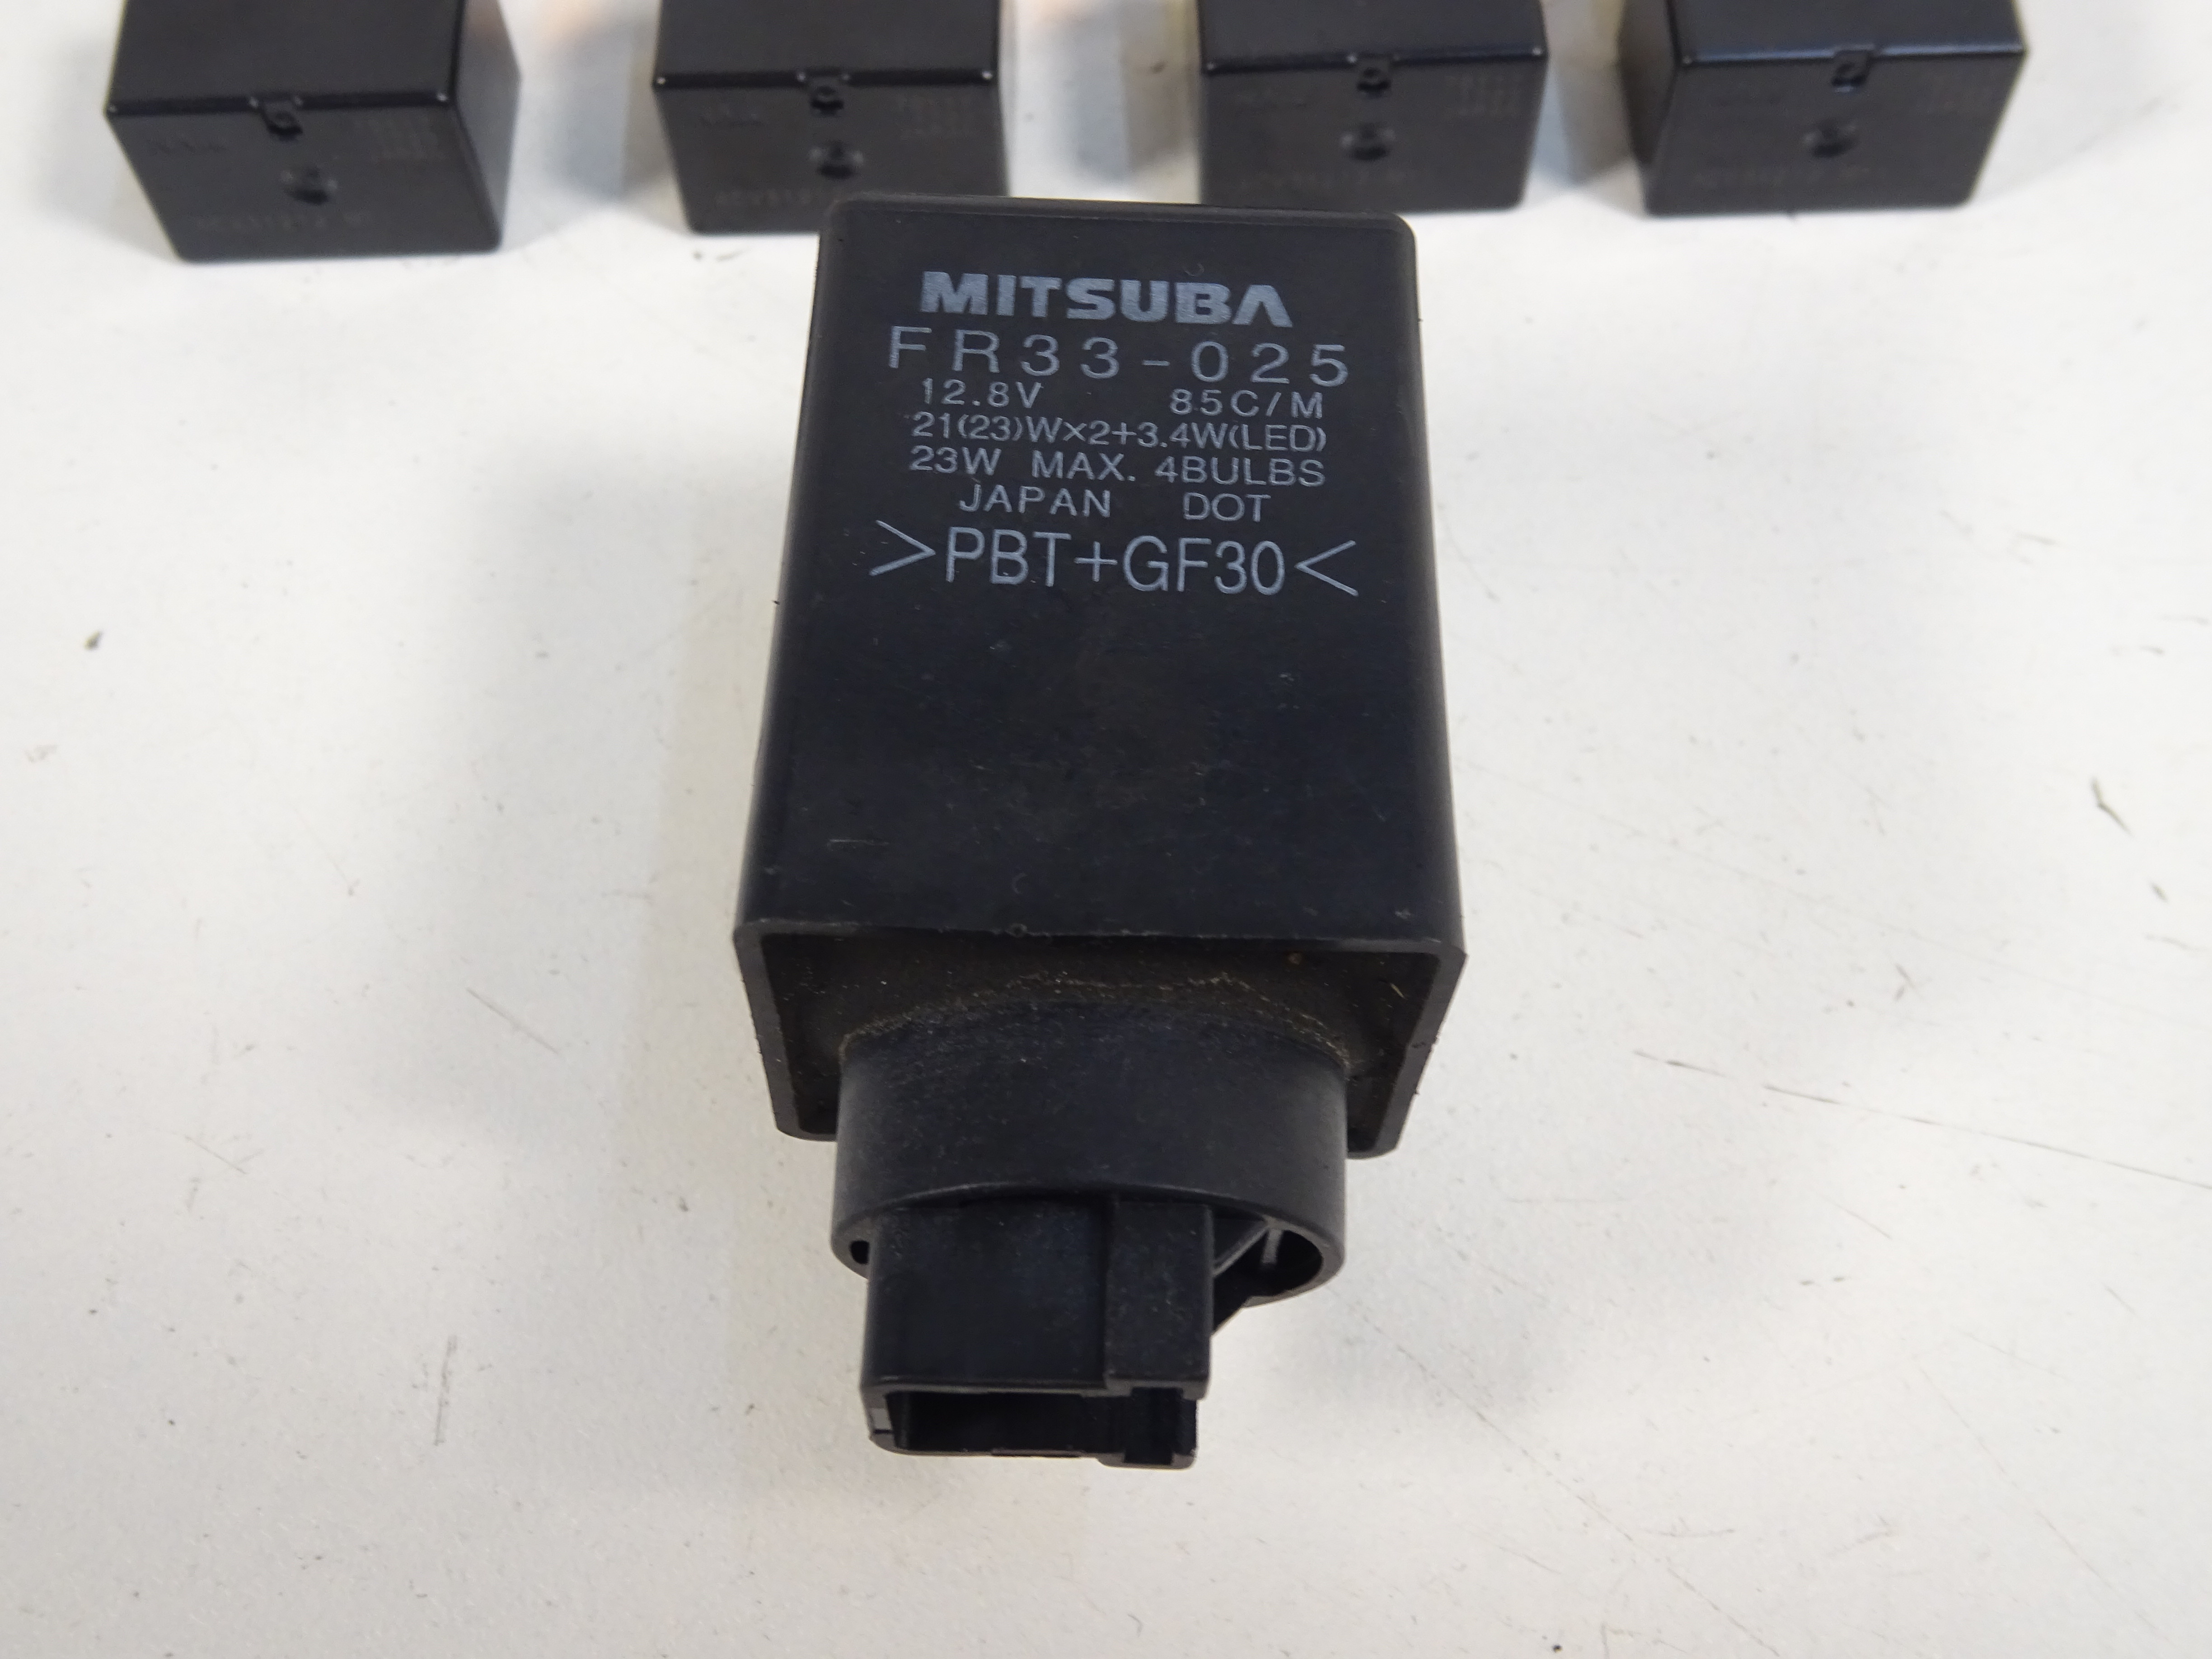 MITSUBA
FR33-025
12.8V 85C/M
21(23)W×2+3.4W(LED)
23W MAX. 4BULBS
JAPAN DOT
>PBT+GF30<